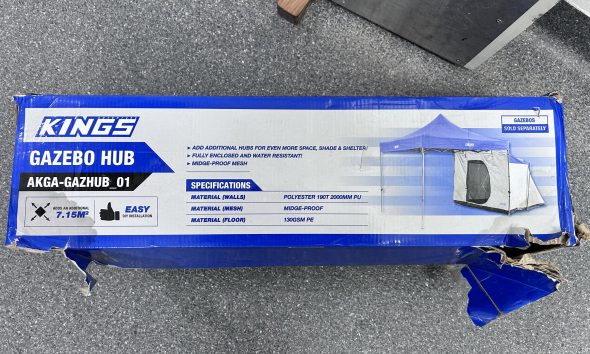 KINGS
GAZEBO HUB
AKGA-GAZHUB_01
ADDS AN ADDITIONAL
7.15M²
EASY
DIY INSTALLATION
ADD ADDITIONAL HUBS FOR EVEN MORE SPACE, SHADE & SHELTER!
FULLY ENCLOSED AND WATER RESISTANT!
MIDGE-PROOF MESH
SPECIFICATIONS
MATERIAL (WALLS) POLYESTER 190T 2000MM PU
MATERIAL (MESH) MIDGE-PROOF
MATERIAL (FLOOR) 130GSM PE
GAZEBOS
SOLD SEPARATELY